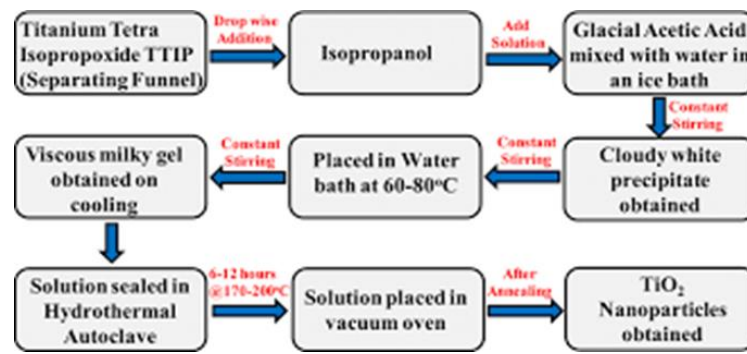 Titanium Tetra
Isopropoxide TTIP
(Separating Funnel)
Drop wise
Addition
Isopropanol
Add
Solution
Glacial Acetic Acid
mixed with water in
an ice bath
Constant
Stirring
Cloudy white
precipitate
obtained
Constant
Stirring
Placed in Water
bath at 60-80°C
Constant
Stirring
Viscous milky gel
obtained on
cooling
Solution sealed in
Hydrothermal
Autoclave
6-12 hours
@170-200°C
Solution placed in
vacuum oven
After
Annealing
TiO₂
Nanoparticles
obtained